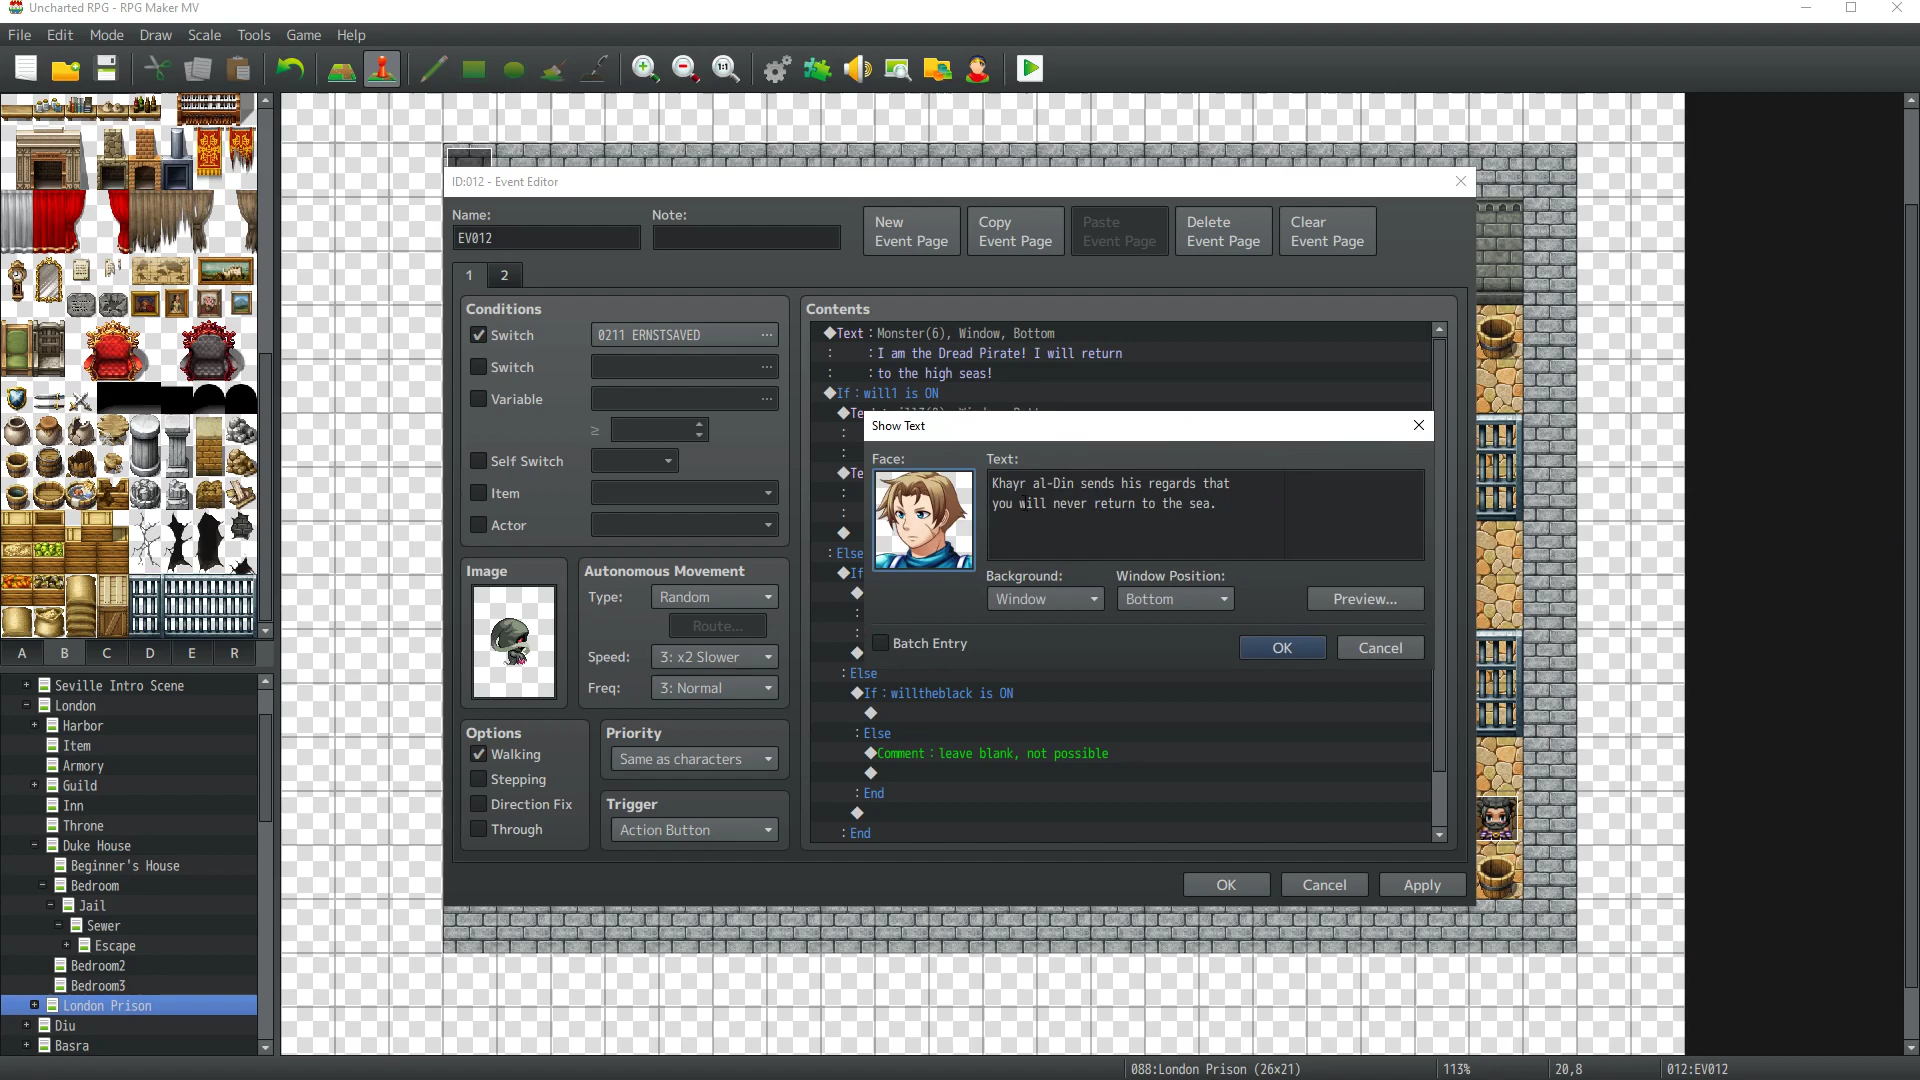 Uncharted RPG - RPG Maker MV
File Edit Mode Draw Scale Tools Game Help
ID:012 - Event Editor
Name:
EV012
Note:
New Event Page
Copy Event Page
Paste Event Page
Delete Event Page
Clear Event Page
1 2
Conditions
Switch 0211 ERNSTSAVED ...
Switch ...
Variable ...
≥
Self Switch
Item
Actor
Image
Autonomous Movement
Type: Random
Route...
Speed: 3: x2 Slower
Freq: 3: Normal
Options
Walking
Stepping
Direction Fix
Through
Priority
Same as characters
Trigger
Action Button
Contents
◆Text：Monster(6), Window, Bottom
: ：I am the Dread Pirate! I will return
: ：to the high seas!
◆If：will1 is ON
◆Te
:
:
◆Te
:
:
◆
：Else
◆If
◆
:
:
◆
：Else
◆If：willtheblack is ON
◆
：Else
◆Comment：leave blank, not possible
◆
：End
◆
：End
Show Text
Face:
Text:
Khayr al-Din sends his regards that
you will never return to the sea.
Background:
Window
Window Position:
Bottom
Preview...
Batch Entry
OK
Cancel
OK
Cancel
Apply
A B C D E R
Seville Intro Scene
London
Harbor
Item
Armory
Guild
Inn
Throne
Duke House
Beginner's House
Bedroom
Jail
Sewer
Escape
Bedroom2
Bedroom3
London Prison
Diu
Basra
088:London Prison (26x21)
113%
20,8
012:EV012